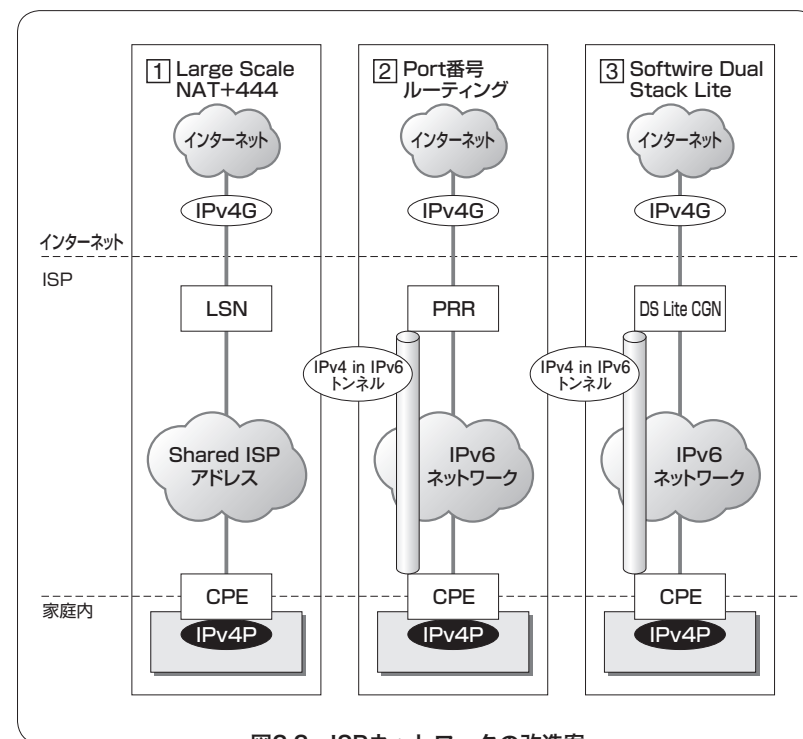 1 Large Scale
NAT+444
インターネット
IPv4G
LSN
Shared ISP
アドレス
CPE
IPv4P
2 Port番号
ルーティング
インターネット
IPv4G
PRR
IPv4 in IPv6
トンネル
IPv6
ネットワーク
CPE
IPv4P
3 Softwire Dual
Stack Lite
インターネット
IPv4G
DS Lite CGN
IPv4 in IPv6
トンネル
IPv6
ネットワーク
CPE
IPv4P
インターネット
ISP
家庭内